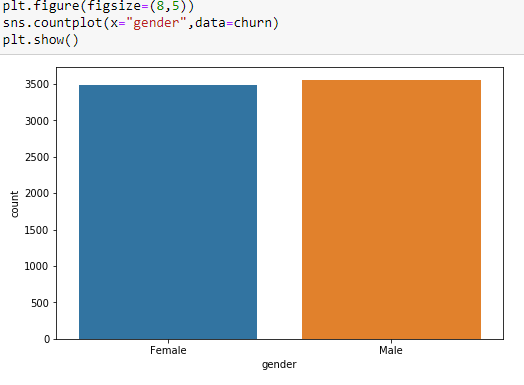 plt.figure(figsize=(8,5))
sns.countplot(x="gender",data=churn)
plt.show()
3500
3000
2500
2000
1500
1000
500
0
count
Female Male
gender